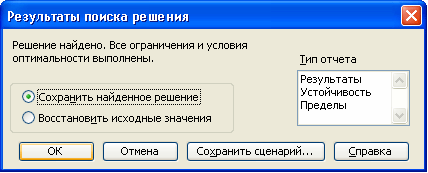 Результаты поиска решения
Решение найдено. Все ограничения и условия
оптимальности выполнены.
Тип отчета
Результаты
Устойчивость
Пределы
Сохранить найденное решение
Восстановить исходные значения
ОК
Отмена
Сохранить сценарий...
Справка